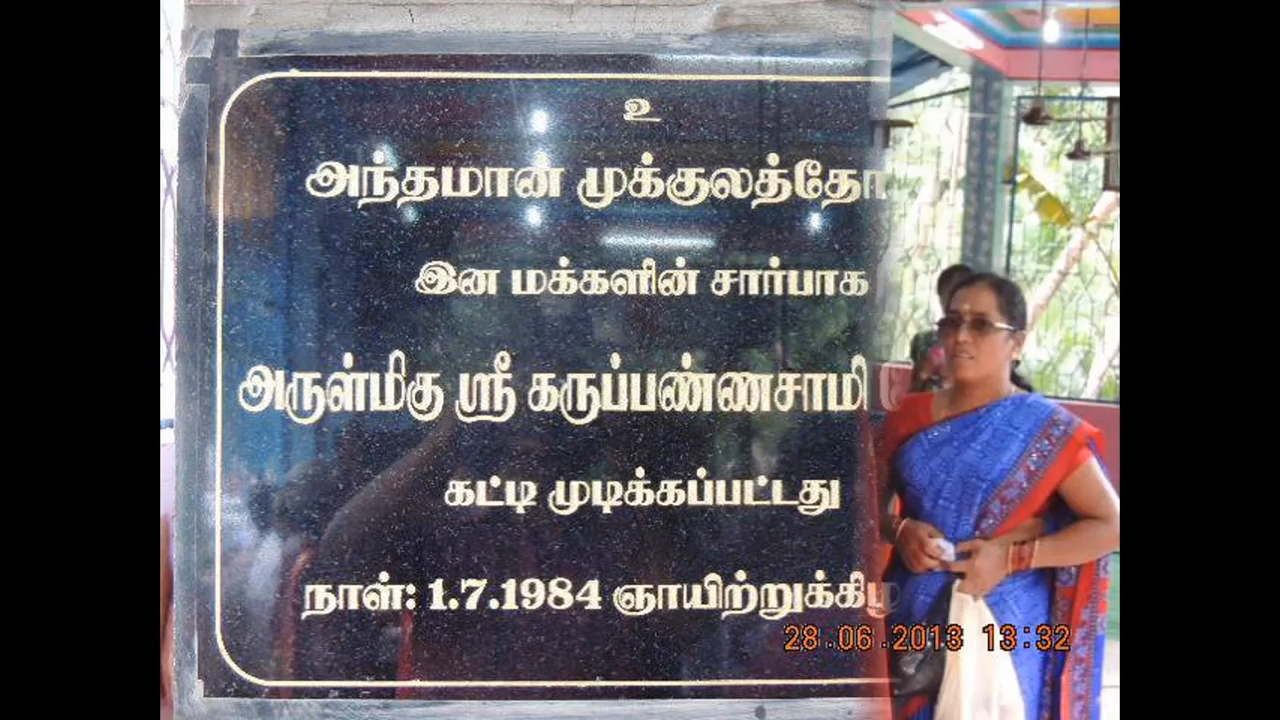 உ
அந்தமான் முக்குலத்தோ
இன மக்களின் சார்பாக
அருள்மிகு ஸ்ரீ கருப்பண்ணசாமி
கட்டி முடிக்கப்பட்டது
நாள்: 1.7.1984 ஞாயிற்றுக்கிழ
28.06.2013 13:32